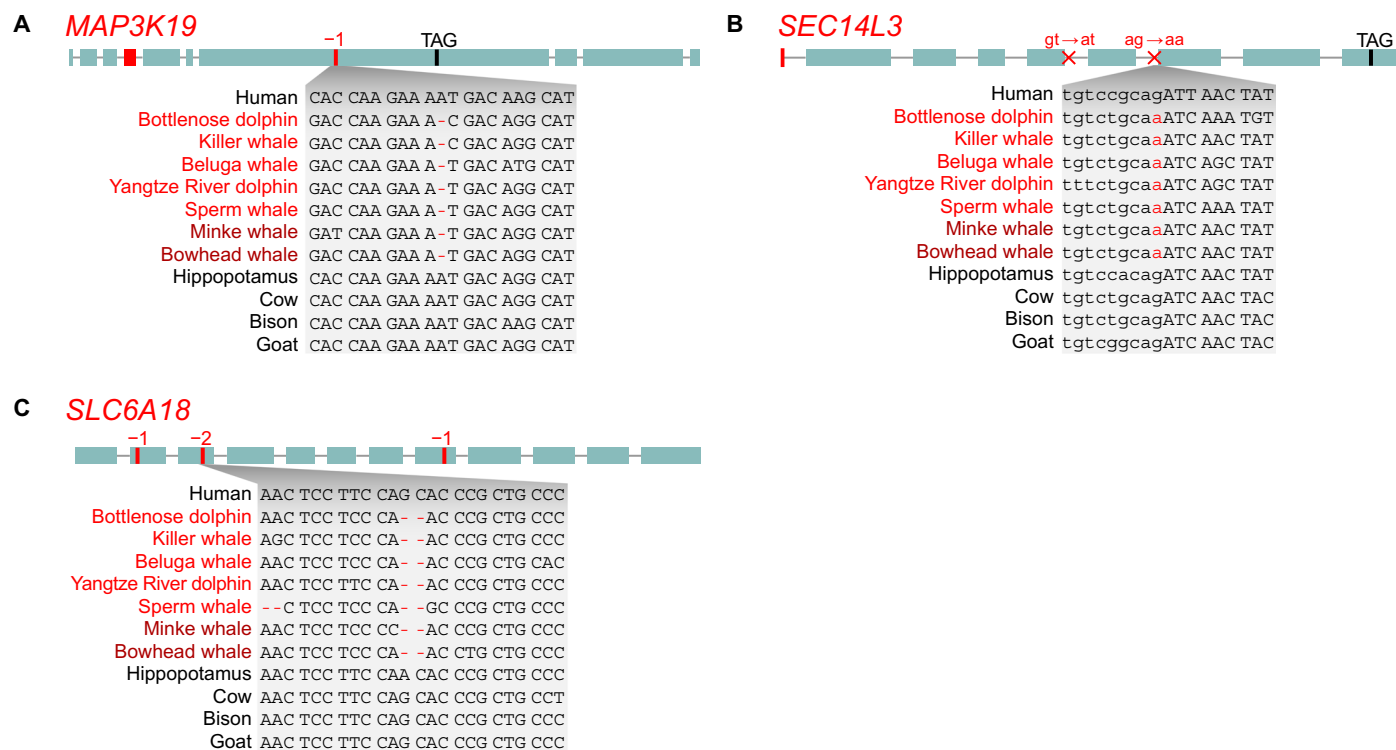 A MAP3K19
−1 TAG
Human CAC CAA GAA AAT GAC AAG CAT
Bottlenose dolphin GAC CAA GAA A-C GAC AGG CAT
Killer whale GAC CAA GAA A-C GAC AGG CAT
Beluga whale GAC CAA GAA A-T GAC ATG CAT
Yangtze River dolphin GAC CAA GAA A-T GAC AGG CAT
Sperm whale GAC CAA GAA A-T GAC AGG CAT
Minke whale GAT CAA GAA A-T GAC AGG CAT
Bowhead whale GAC CAA GAA A-T GAC AGG CAT
Hippopotamus CAC CAA GAA AAT GAC AGG CAT
Cow CAC CAA GAA AAT GAC AGG CAT
Bison CAC CAA GAA AAT GAC AAG CAT
Goat CAC CAA GAA AAT GAC AGG CAT
B SEC14L3
gt→at ag→aa TAG
Human tgtccgcagATT AAC TAT
Bottlenose dolphin tgtctgcaaATC AAA TGT
Killer whale tgtctgcaaATC AAC TAT
Beluga whale tgtctgcaaATC AGC TAT
Yangtze River dolphin tttctgcaaATC AGC TAT
Sperm whale tgtctgcaaATC AAA TAT
Minke whale tgtctgcaaATC AAC TAT
Bowhead whale tgtctgcaaATC AAC TAT
Hippopotamus tgtccacagATC AAC TAT
Cow tgtctgcagATC AAC TAC
Bison tgtctgcagATC AAC TAC
Goat tgtcggcagATC AAC TAC
C SLC6A18
−1 −2 −1
Human AAC TCC TTC CAG CAC CCG CTG CCC
Bottlenose dolphin AAC TCC TCC CA- -AC CCG CTG CCC
Killer whale AGC TCC TCC CA- -AC CCG CTG CCC
Beluga whale AAC TCC TCC CA- -AC CCG CTG CAC
Yangtze River dolphin AAC TCC TTC CA- -AC CCG CTG CCC
Sperm whale --C TCC TCC CA- -GC CCG CTG CCC
Minke whale AAC TCC TCC CC- -AC CCG CTG CCC
Bowhead whale AAC TCC TCC CA- -AC CTG CTG CCC
Hippopotamus AAC TCC TTC CAA CAC CCG CTG CCC
Cow AAC TCC TTC CAG CAC CCG CTG CCT
Bison AAC TCC TTC CAG CAC CCG CTG CCC
Goat AAC TCC TTC CAG CAC CCG CTG CCC